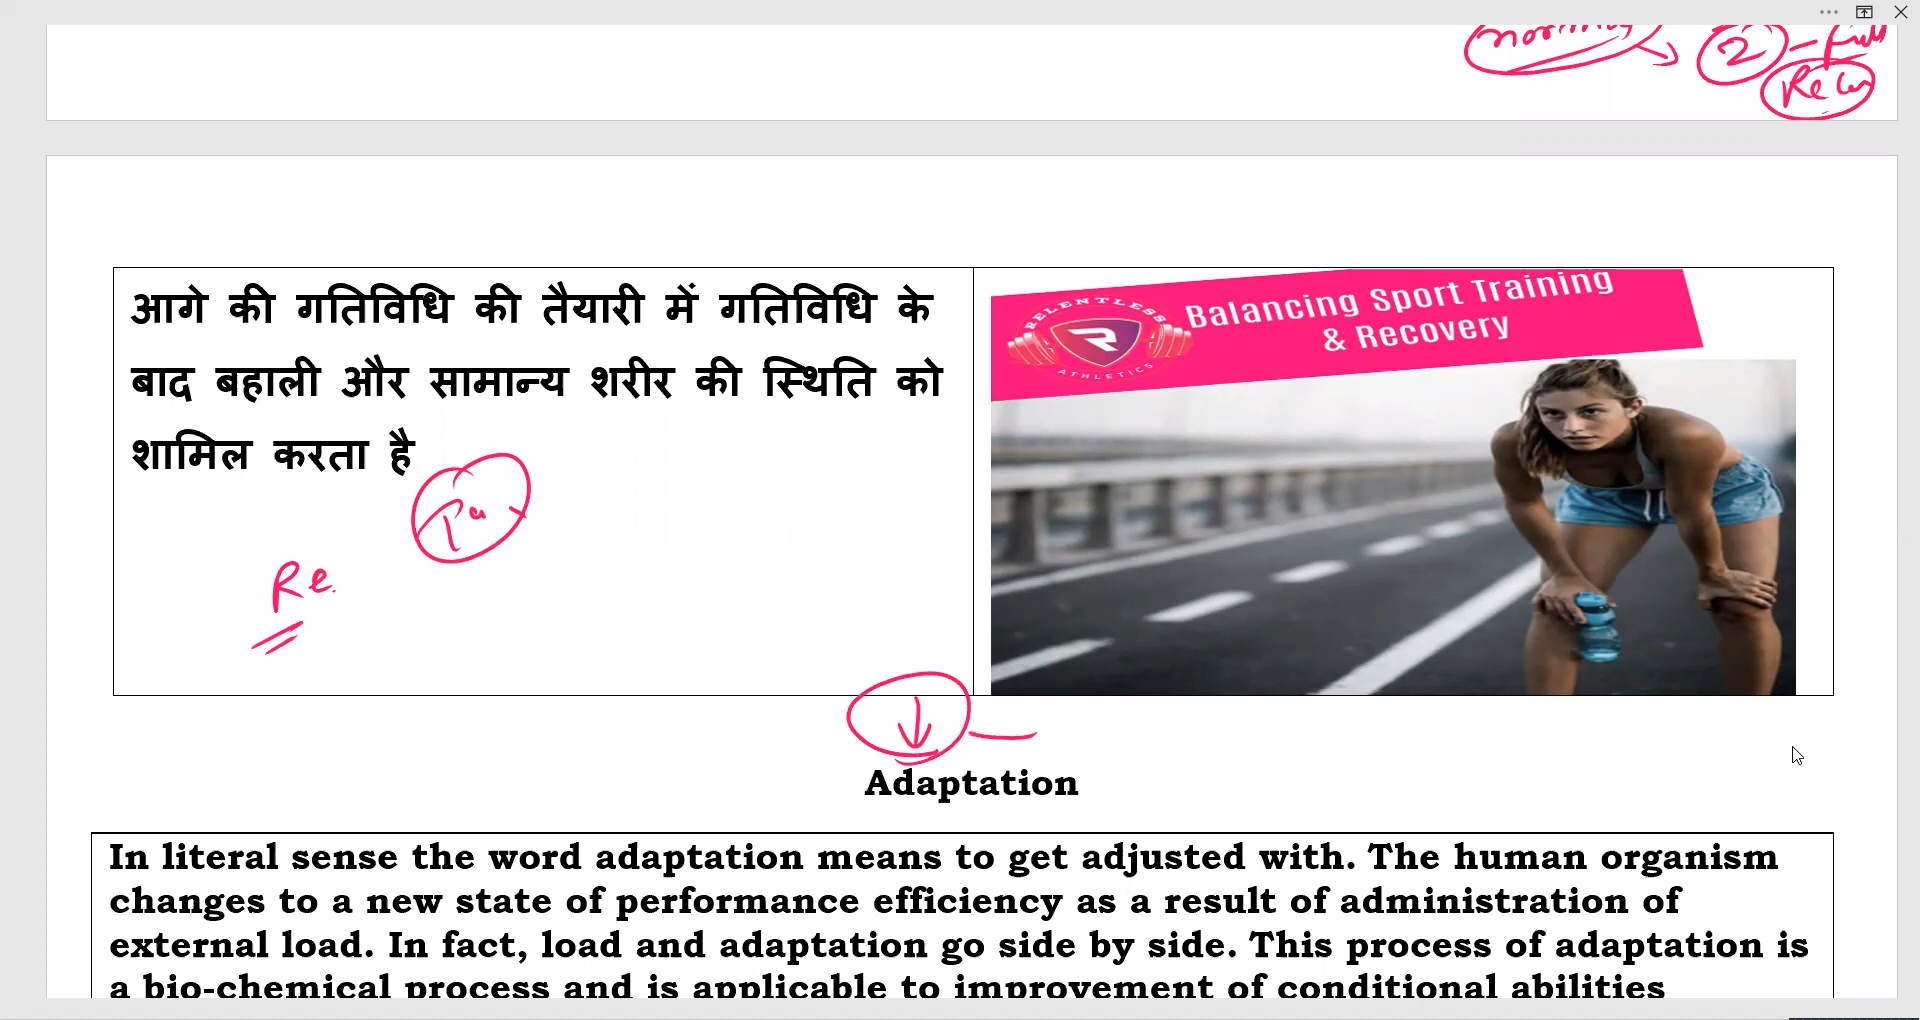 2
आगे की गतिविधि की तैयारी में गतिविधि के
बाद बहाली और सामान्य शरीर की स्थिति को
शामिल करता है
Re
RELENTLESS
R
ATHLETICS
Balancing Sport Training
& Recovery
Adaptation
In literal sense the word adaptation means to get adjusted with. The human organism
changes to a new state of performance efficiency as a result of administration of
external load. In fact, load and adaptation go side by side. This process of adaptation is
a bio-chemical process and is applicable to improvement of conditional abilities